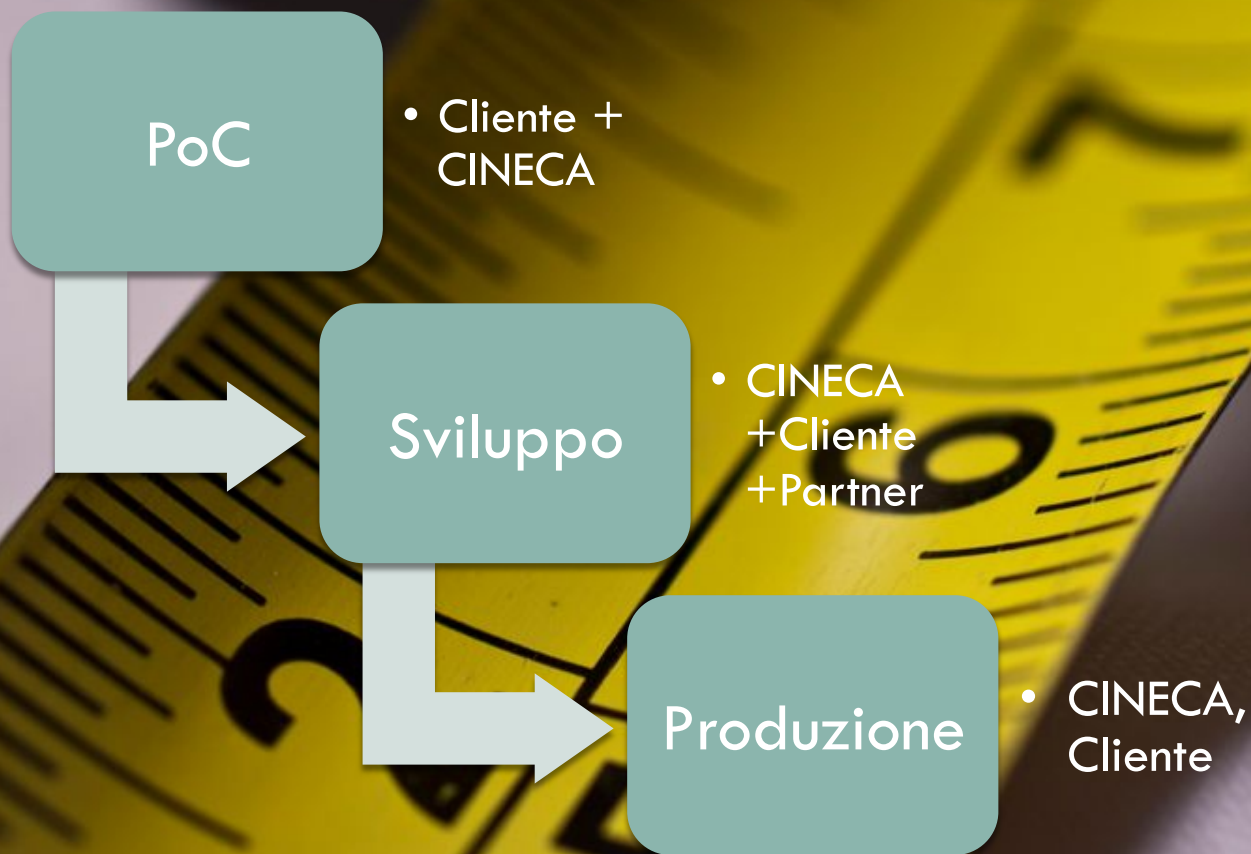 PoC
• Cliente +
CINECA
Sviluppo
• CINECA
+Cliente
+Partner
Produzione
• CINECA,
Cliente